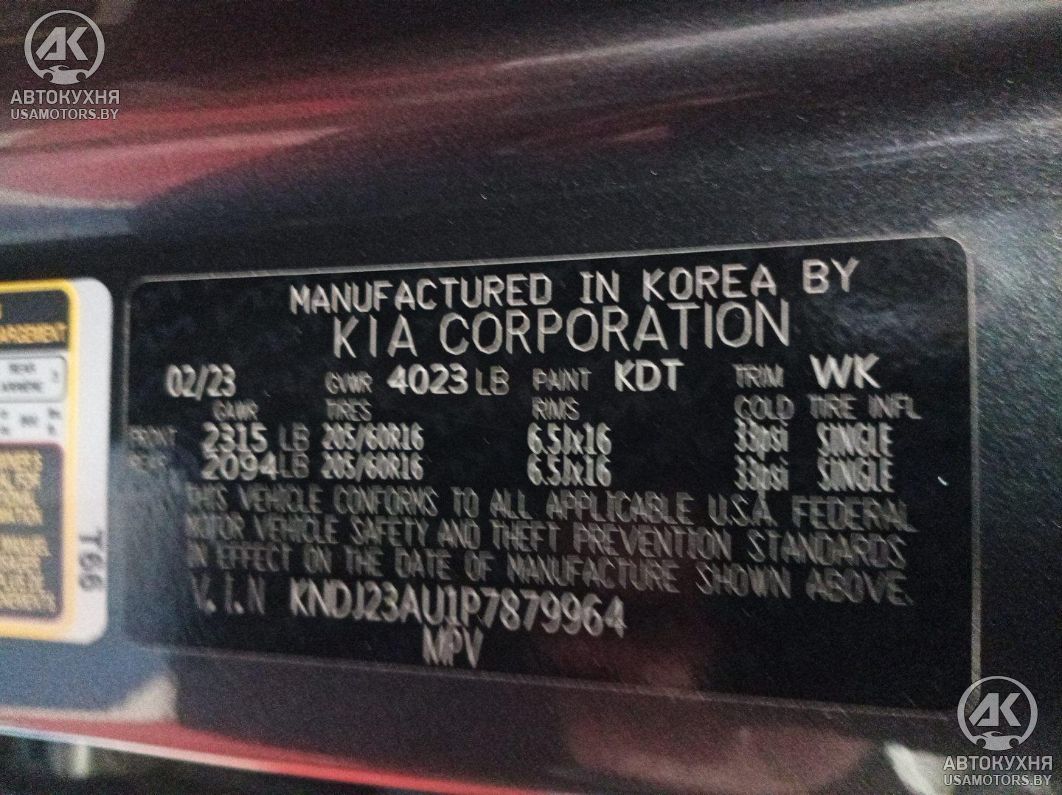 AK
АВТОКУХНЯ
USAMOTORS.BY
MANUFACTURED IN KOREA BY
KIA CORPORATION
02/23 GVWR 4023 LB PAINT KDT TRIM WK
GAWR TIRES RIMS COLD TIRE INFL
FRONT 2315 LB 205/60R16 6.5Jx16 33psi SINGLE
REAR 2094 LB 205/60R16 6.5Jx16 33psi SINGLE
THIS VEHICLE CONFORMS TO ALL APPLICABLE U.S.A. FEDERAL
MOTOR VEHICLE SAFETY AND THEFT PREVENTION STANDARDS
IN EFFECT ON THE DATE OF MANUFACTURE SHOWN ABOVE.
V.I.N KNDJ23AU1P7879964
MPV
T66
AK
АВТОКУХНЯ
USAMOTORS.BY